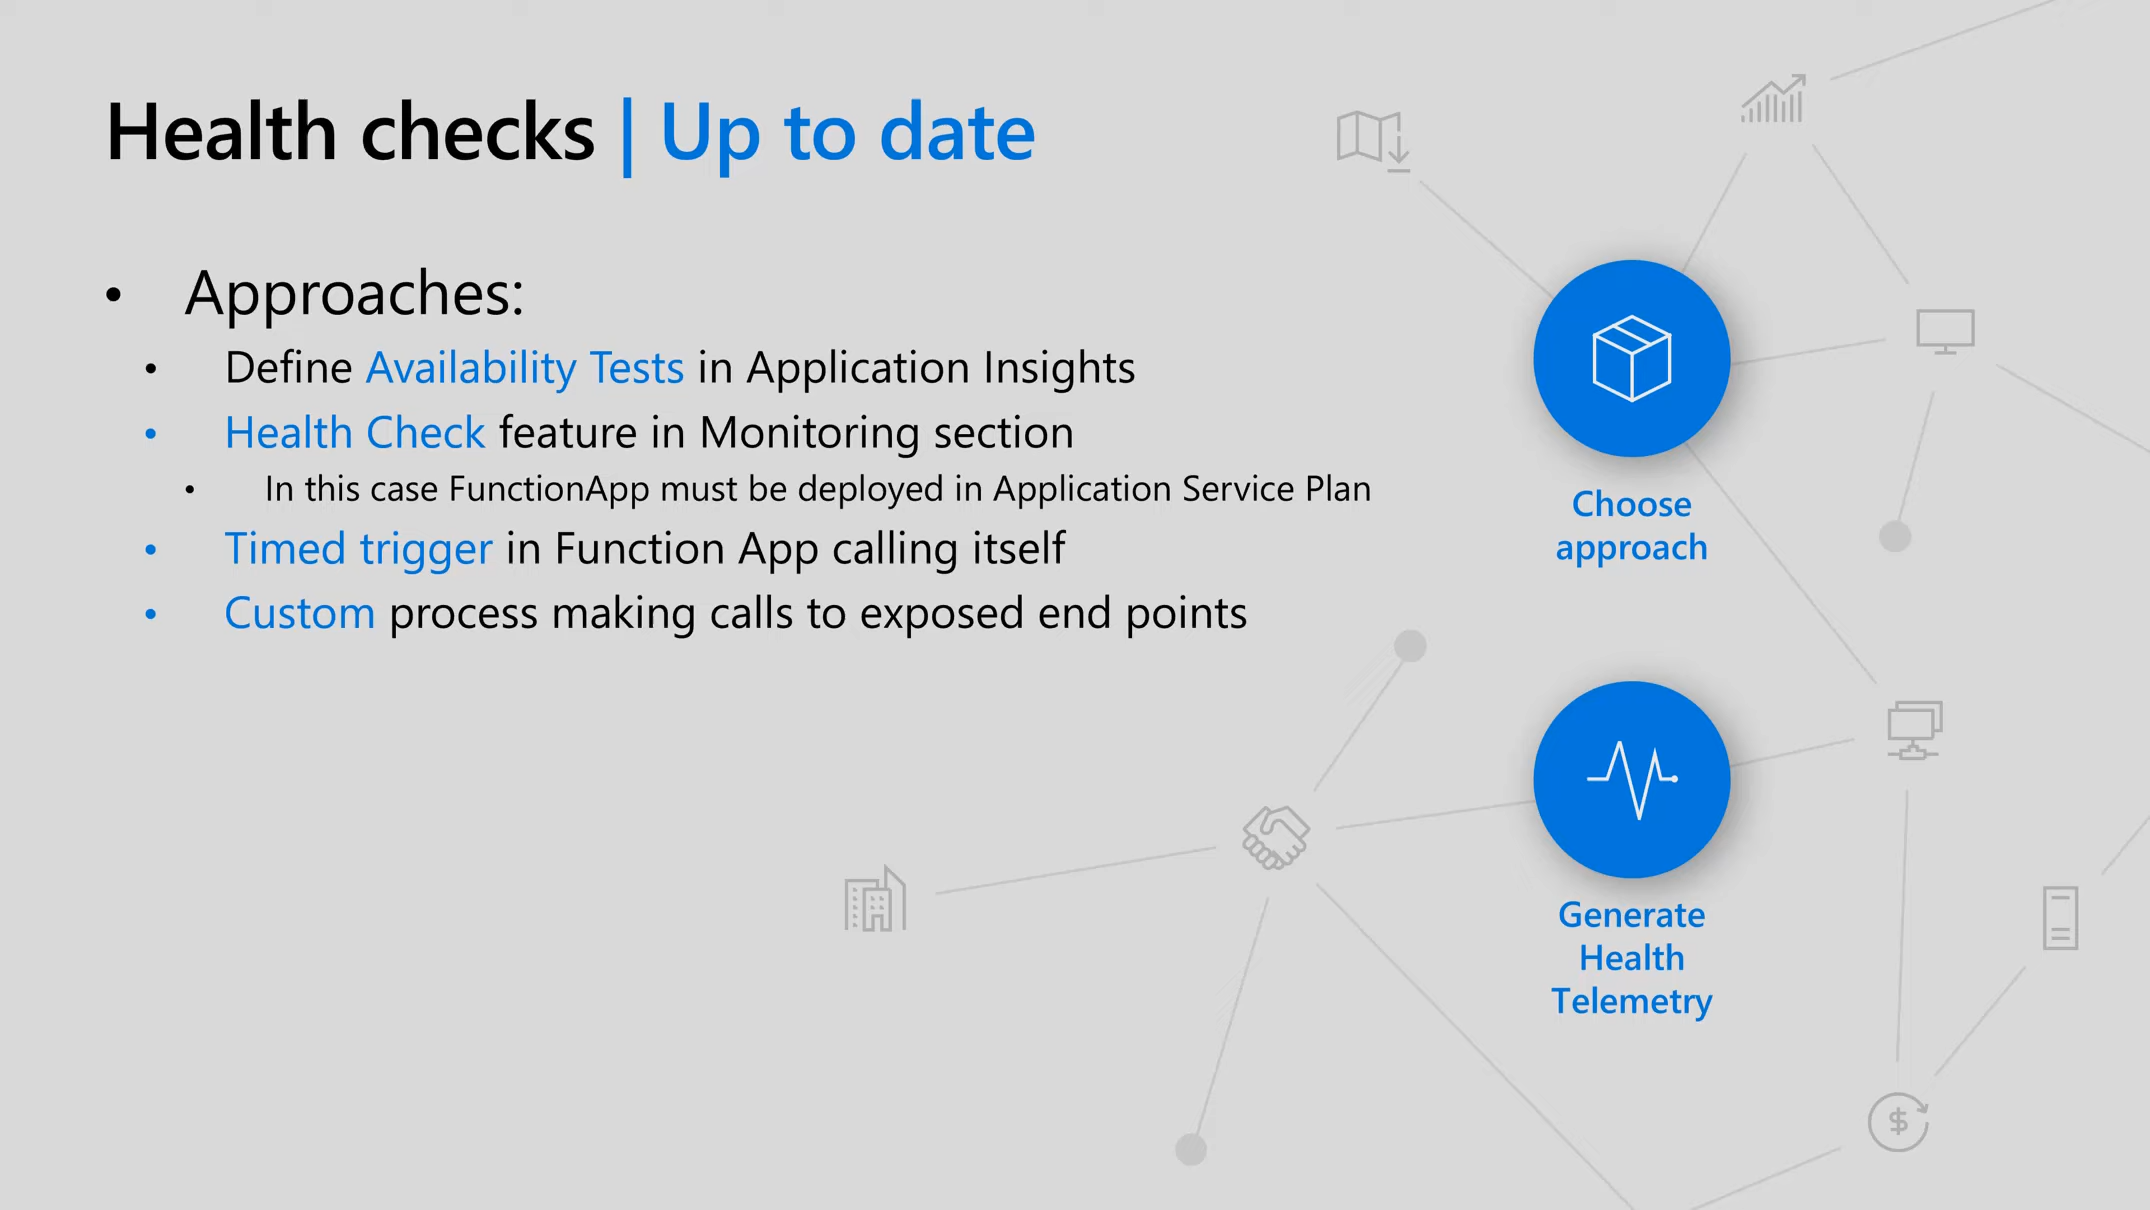 Health checks | Up to date
• Approaches:
• Define Availability Tests in Application Insights
• Health Check feature in Monitoring section
• In this case FunctionApp must be deployed in Application Service Plan
• Timed trigger in Function App calling itself
• Custom process making calls to exposed end points
Choose
approach
Generate
Health
Telemetry
$